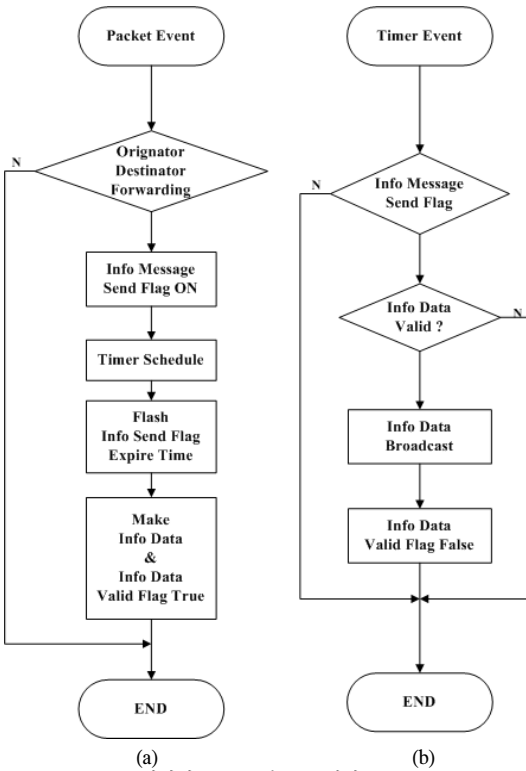 Packet Event
N
Orignator
Destinator
Forwarding
Info Message
Send Flag ON
Timer Schedule
Flash
Info Send Flag
Expire Time
Make
Info Data
&
Info Data
Valid Flag True
END
(a)
Timer Event
N
Info Message
Send Flag
Info Data
Valid ?
N
Info Data
Broadcast
Info Data
Valid Flag False
END
(b)